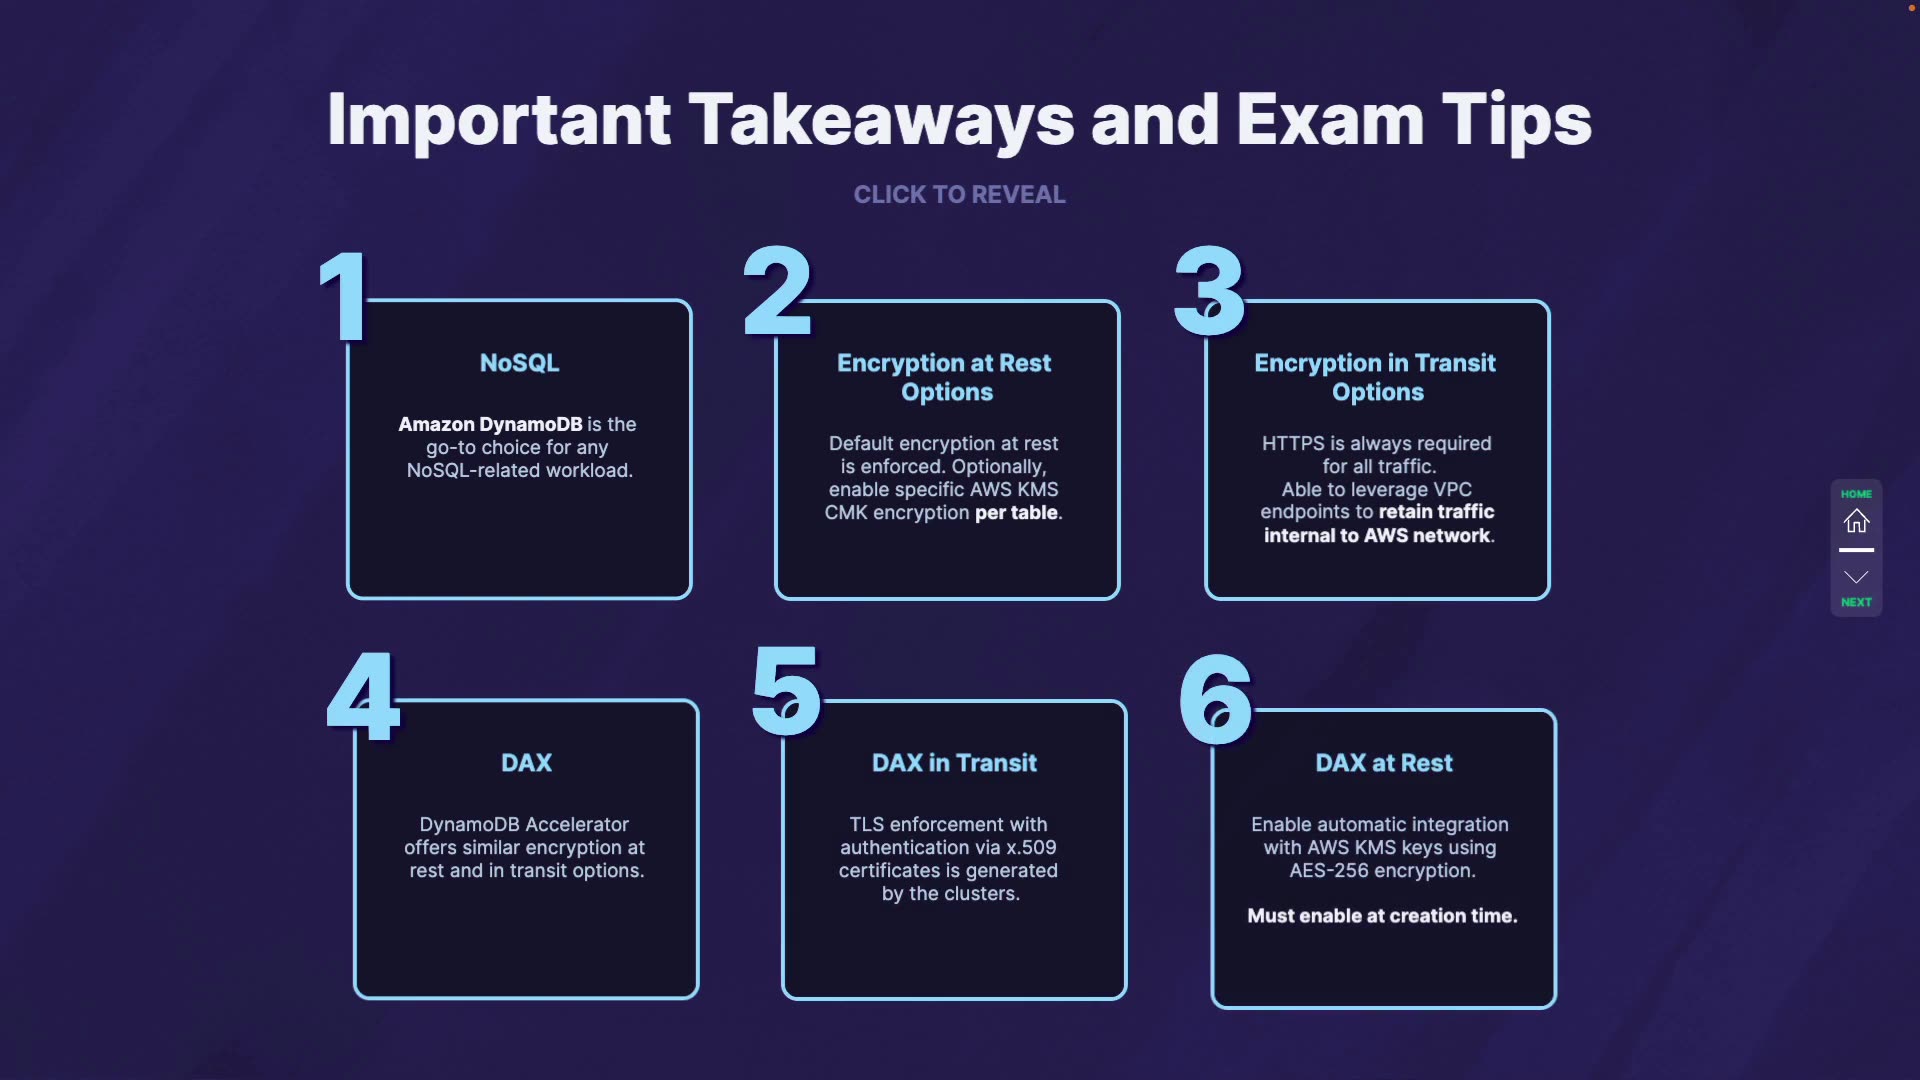 Important Takeaways and Exam Tips
CLICK TO REVEAL
1
NoSQL
Amazon DynamoDB is the
go-to choice for any
NoSQL-related workload.
2
Encryption at Rest
Options
Default encryption at rest
is enforced. Optionally,
enable specific AWS KMS
CMK encryption per table.
3
Encryption in Transit
Options
HTTPS is always required
for all traffic.
Able to leverage VPC
endpoints to retain traffic
internal to AWS network.
4
DAX
DynamoDB Accelerator
offers similar encryption at
rest and in transit options.
5
DAX in Transit
TLS enforcement with
authentication via x.509
certificates is generated
by the clusters.
6
DAX at Rest
Enable automatic integration
with AWS KMS keys using
AES-256 encryption.
Must enable at creation time.
HOME
NEXT